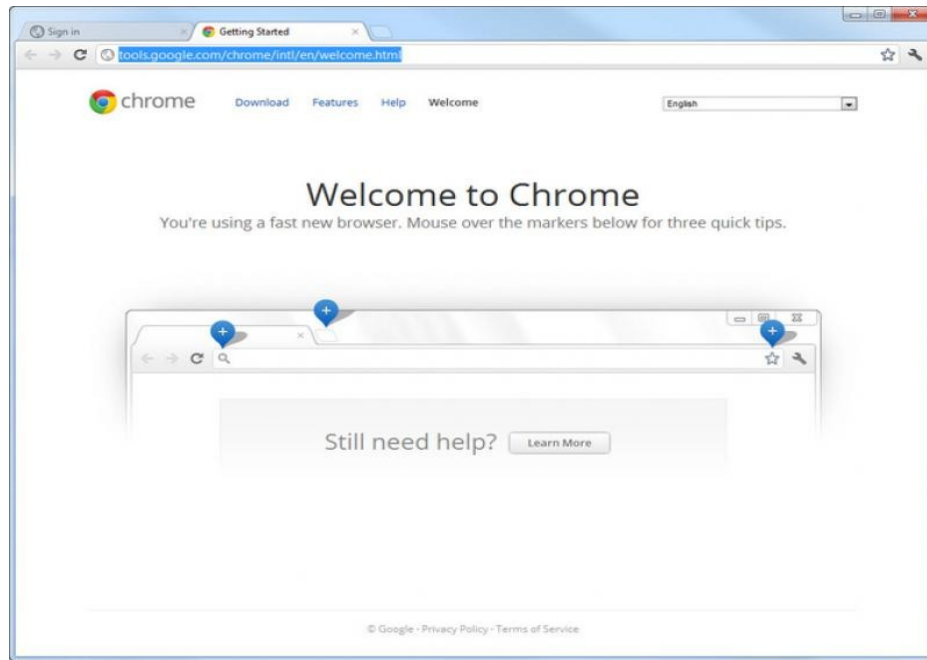 Sign in
Getting Started
tools.google.com/chrome/intl/en/welcome.html
chrome Download Features Help Welcome English
Welcome to Chrome
You're using a fast new browser. Mouse over the markers below for three quick tips.
Still need help? Learn More
© Google - Privacy Policy - Terms of Service